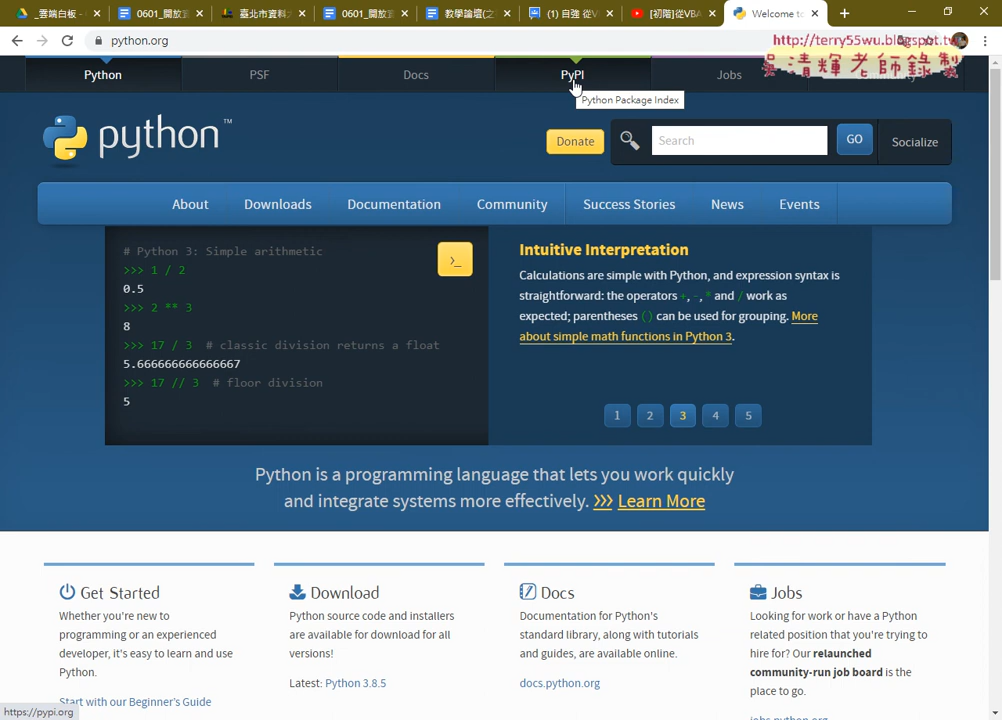 _雲端白板 -
0601_開放資
臺北市資料大
0601_開放資
教學論壇(之
(1) 自強 從V
[初階]從VBA
Welcome to
python.org
http://terry55wu.blogspot.tw
吳清輝老師錄製
Python
PSF
Docs
PyPI
Jobs
Python Package Index
python™
Donate
Search
GO
Socialize
About
Downloads
Documentation
Community
Success Stories
News
Events
# Python 3: Simple arithmetic
>>> 1 / 2
0.5
>>> 2 ** 3
8
>>> 17 / 3  # classic division returns a float
5.666666666666667
>>> 17 // 3  # floor division
5
>_
Intuitive Interpretation
Calculations are simple with Python, and expression syntax is
straightforward: the operators +, -, * and / work as
expected; parentheses () can be used for grouping. More
about simple math functions in Python 3.
1 2 3 4 5
Python is a programming language that lets you work quickly
and integrate systems more effectively. >>> Learn More
Get Started
Whether you're new to
programming or an experienced
developer, it's easy to learn and use
Python.
Start with our Beginner's Guide
Download
Python source code and installers
are available for download for all
versions!
Latest: Python 3.8.5
Docs
Documentation for Python's
standard library, along with tutorials
and guides, are available online.
docs.python.org
Jobs
Looking for work or have a Python
related position that you're trying to
hire for? Our relaunched
community-run job board is the
place to go.
jobs.python.org
https://pypi.org